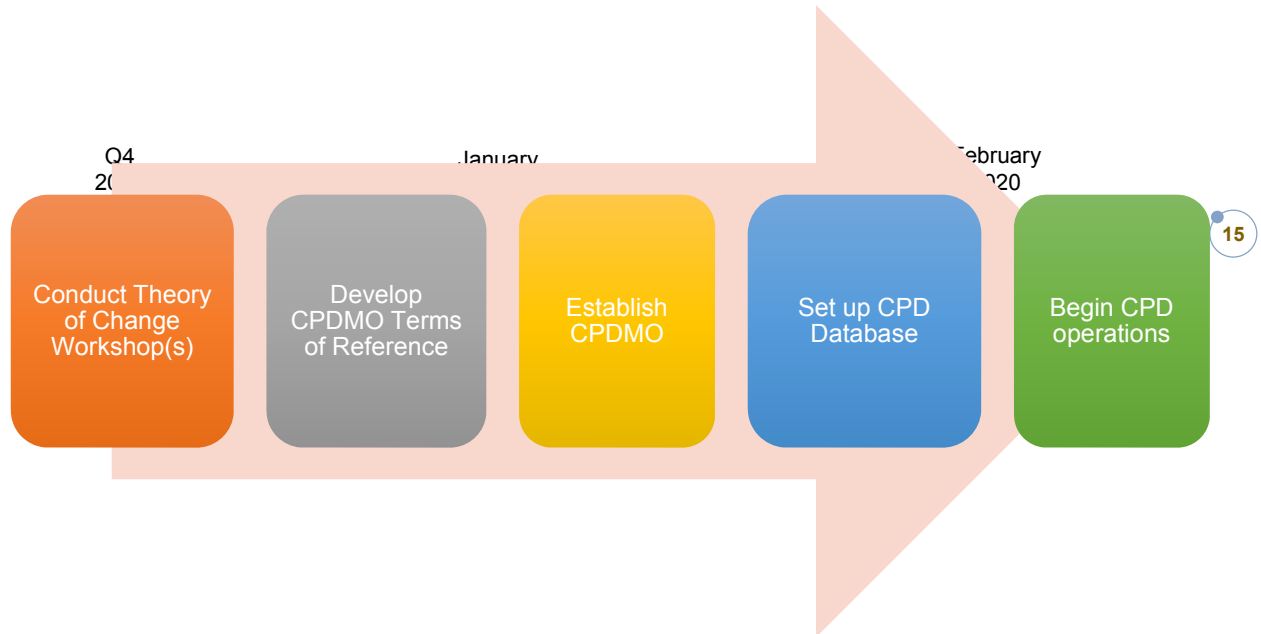 Q4
January
February
2020
Conduct Theory
of Change
Workshop(s)
Develop
CPDMO Terms
of Reference
Establish
CPDMO
Set up CPD
Database
Begin CPD
operations
15